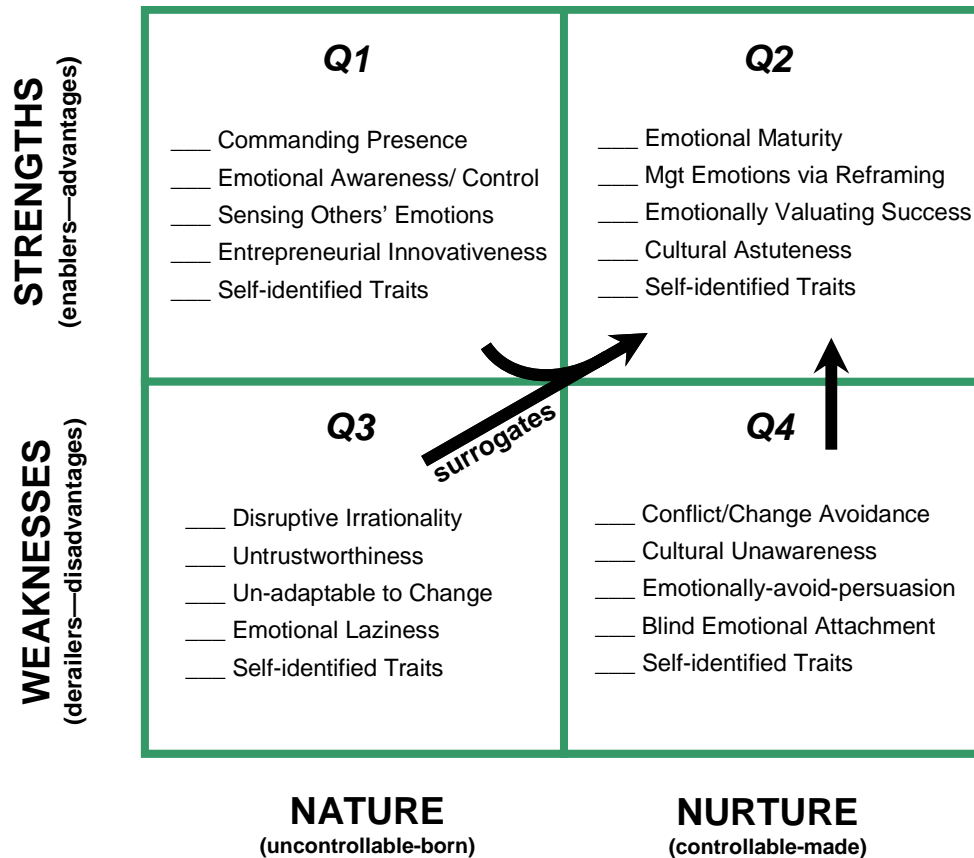 STRENGTHS
(enablers—advantages)
Q1
___ Commanding Presence
___ Emotional Awareness/ Control
___ Sensing Others’ Emotions
___ Entrepreneurial Innovativeness
___ Self-identified Traits
Q2
___ Emotional Maturity
___ Mgt Emotions via Reframing
___ Emotionally Valuating Success
___ Cultural Astuteness
___ Self-identified Traits
WEAKNESSES
(derailers—disadvantages)
Q3
surrogates
___ Disruptive Irrationality
___ Untrustworthiness
___ Un-adaptable to Change
___ Emotional Laziness
___ Self-identified Traits
Q4
___ Conflict/Change Avoidance
___ Cultural Unawareness
___ Emotionally-avoid-persuasion
___ Blind Emotional Attachment
___ Self-identified Traits
NATURE
(uncontrollable-born)
NURTURE
(controllable-made)